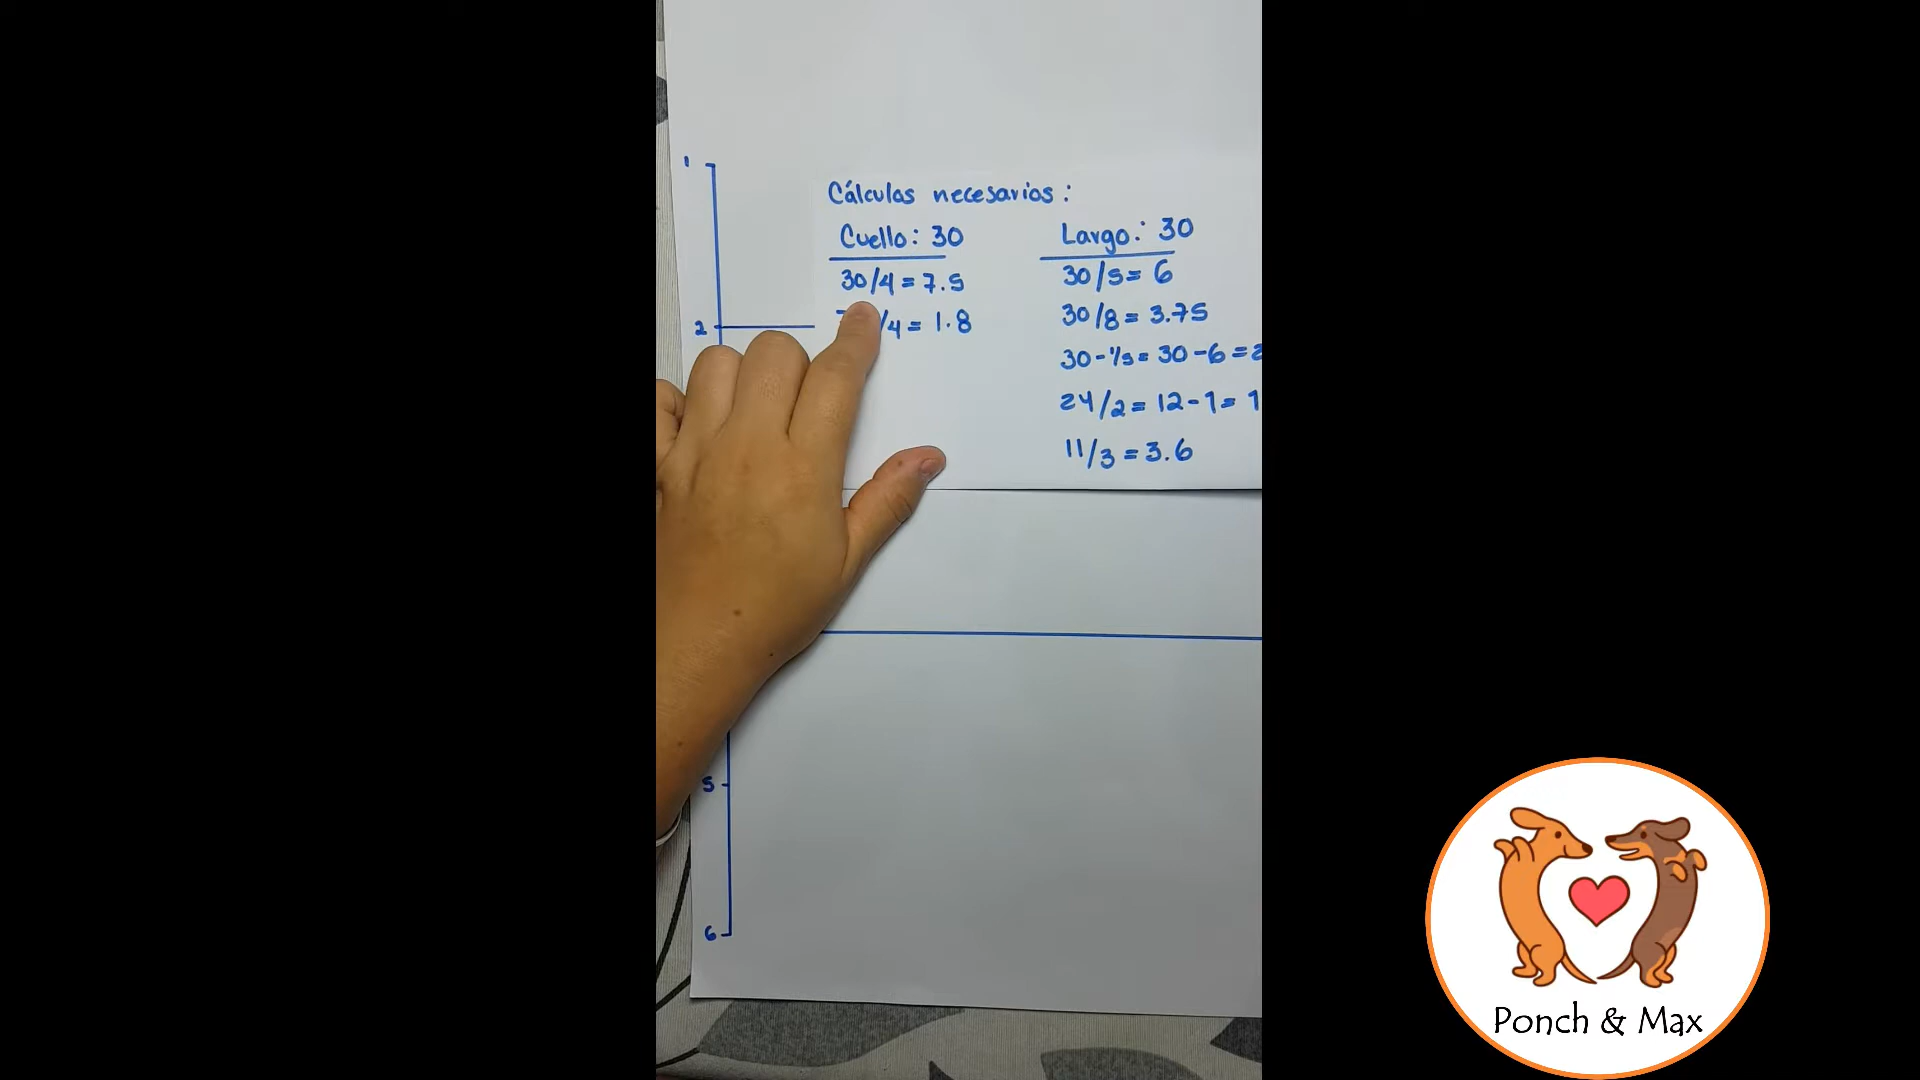 Cálculos necesarios:
Cuello: 30
30/4 = 7.5
/4 = 1.8
Largo: 30
30/5 = 6
30/8 = 3.75
30 - 1/5 = 30 - 6 =
24/2 = 12 - 1 = 1
11/3 = 3.6
1
2
5
6
Ponch & Max